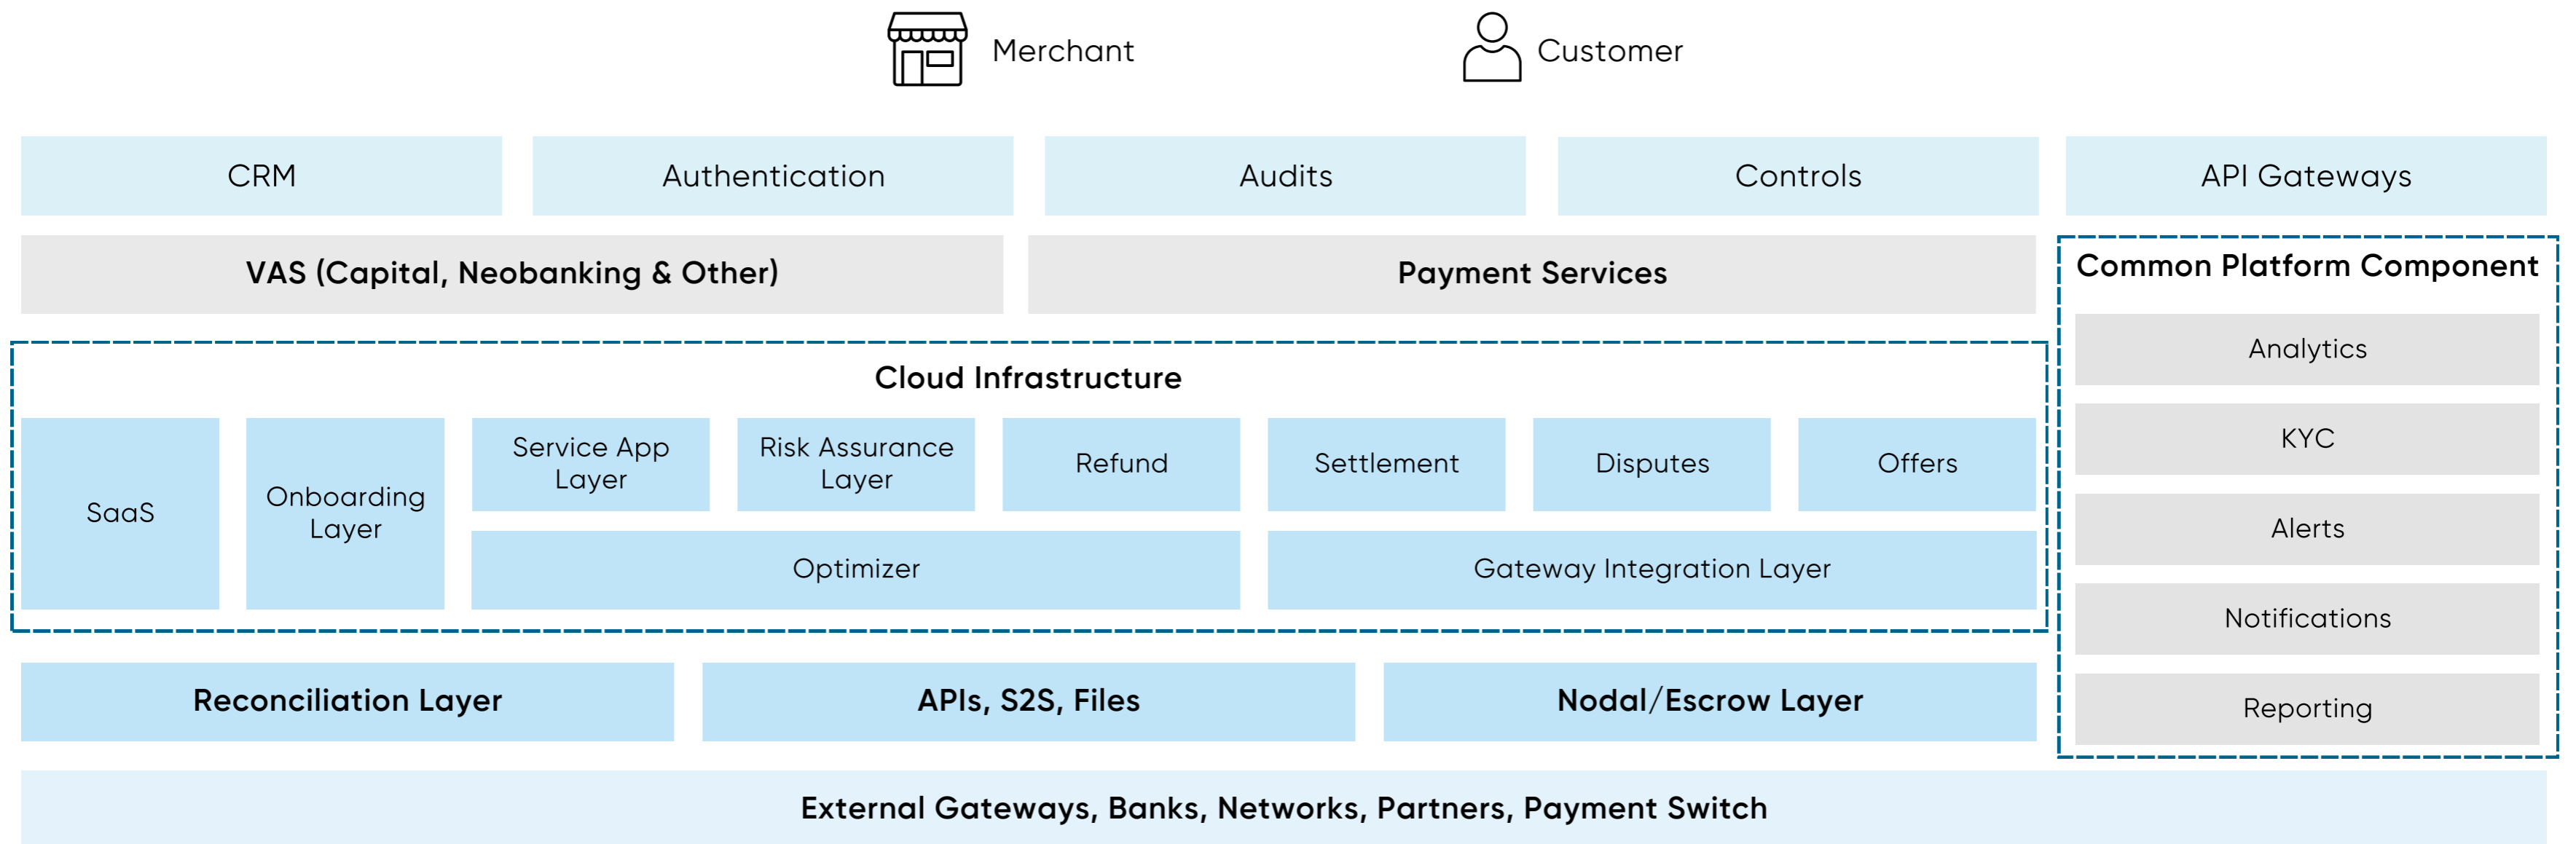 Merchant
Customer
CRM
Authentication
Audits
Controls
API Gateways
VAS (Capital, Neobanking & Other)
Payment Services
Common Platform Component
Analytics
KYC
Alerts
Notifications
Reporting
Cloud Infrastructure
SaaS
Onboarding
Layer
Service App
Layer
Risk Assurance
Layer
Refund
Settlement
Disputes
Offers
Optimizer
Gateway Integration Layer
Reconciliation Layer
APIs, S2S, Files
Nodal/Escrow Layer
External Gateways, Banks, Networks, Partners, Payment Switch